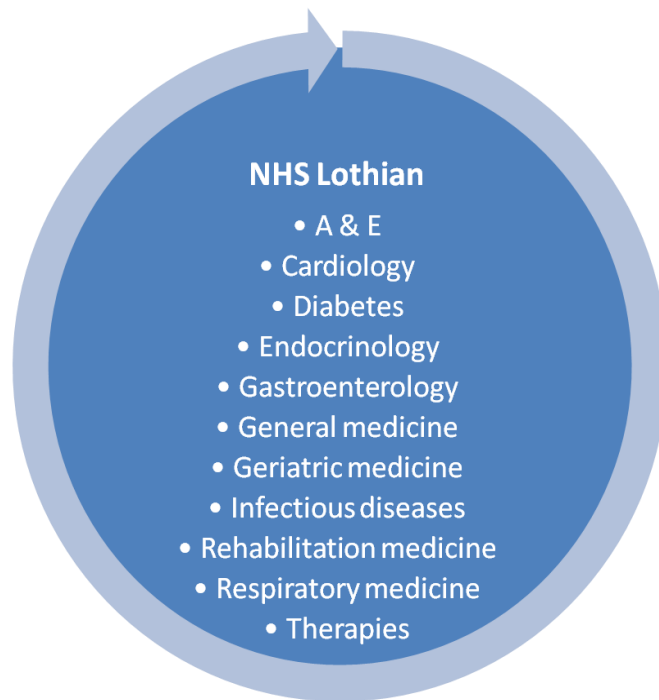 NHS Lothian
• A & E
• Cardiology
• Diabetes
• Endocrinology
• Gastroenterology
• General medicine
• Geriatric medicine
• Infectious diseases
• Rehabilitation medicine
• Respiratory medicine
• Therapies